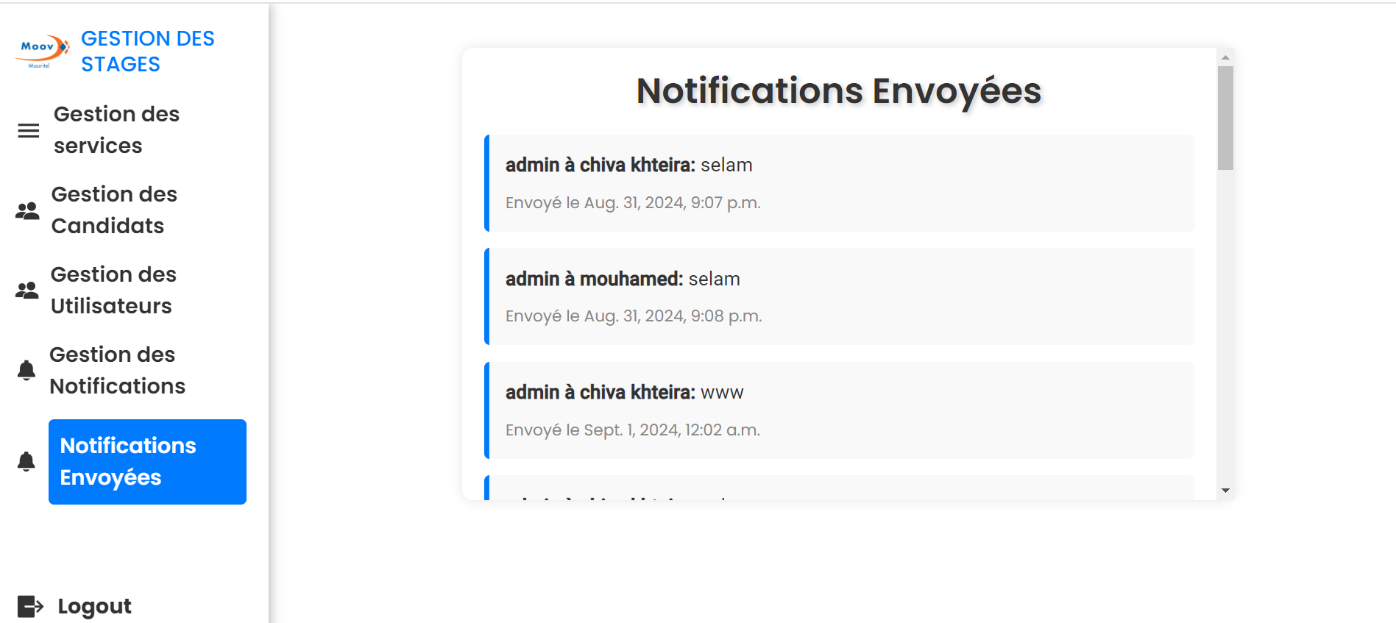 Moov
Mauritel
GESTION DES
STAGES
Gestion des
services
Gestion des
Candidats
Gestion des
Utilisateurs
Gestion des
Notifications
Notifications
Envoyées
Logout
Notifications Envoyées
admin à chiva khteira: selam
Envoyé le Aug. 31, 2024, 9:07 p.m.
admin à mouhamed: selam
Envoyé le Aug. 31, 2024, 9:08 p.m.
admin à chiva khteira: www
Envoyé le Sept. 1, 2024, 12:02 a.m.